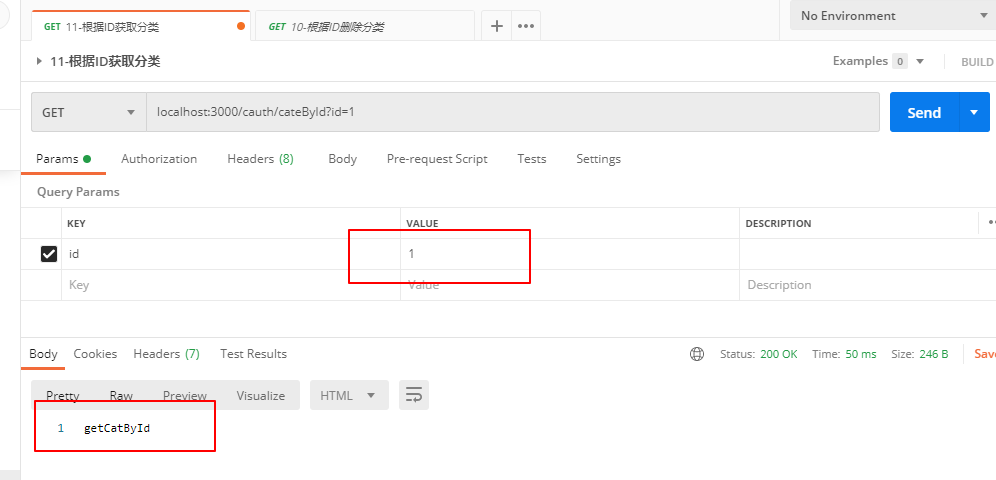 GET 11-根据ID获取分类 GET 10-根据ID删除分类 No Environment
11-根据ID获取分类 Examples 0 BUILD
GET localhost:3000/cauth/cateById?id=1 Send
Params Authorization Headers (8) Body Pre-request Script Tests Settings
Query Params
KEY VALUE DESCRIPTION
id 1
Key Value Description
Body Cookies Headers (7) Test Results Status: 200 OK Time: 50 ms Size: 246 B Save
Pretty Raw Preview Visualize HTML
1 getCatById